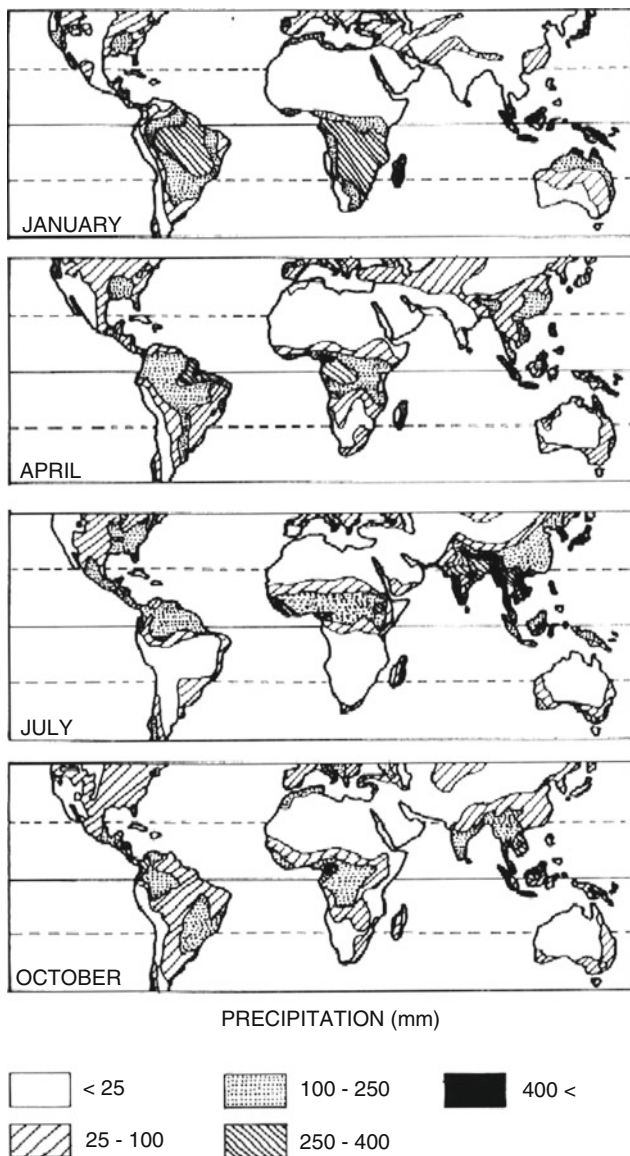 JANUARY
APRIL
JULY
OCTOBER
PRECIPITATION (mm)
< 25 100 - 250 400 <
25 - 100 250 - 400